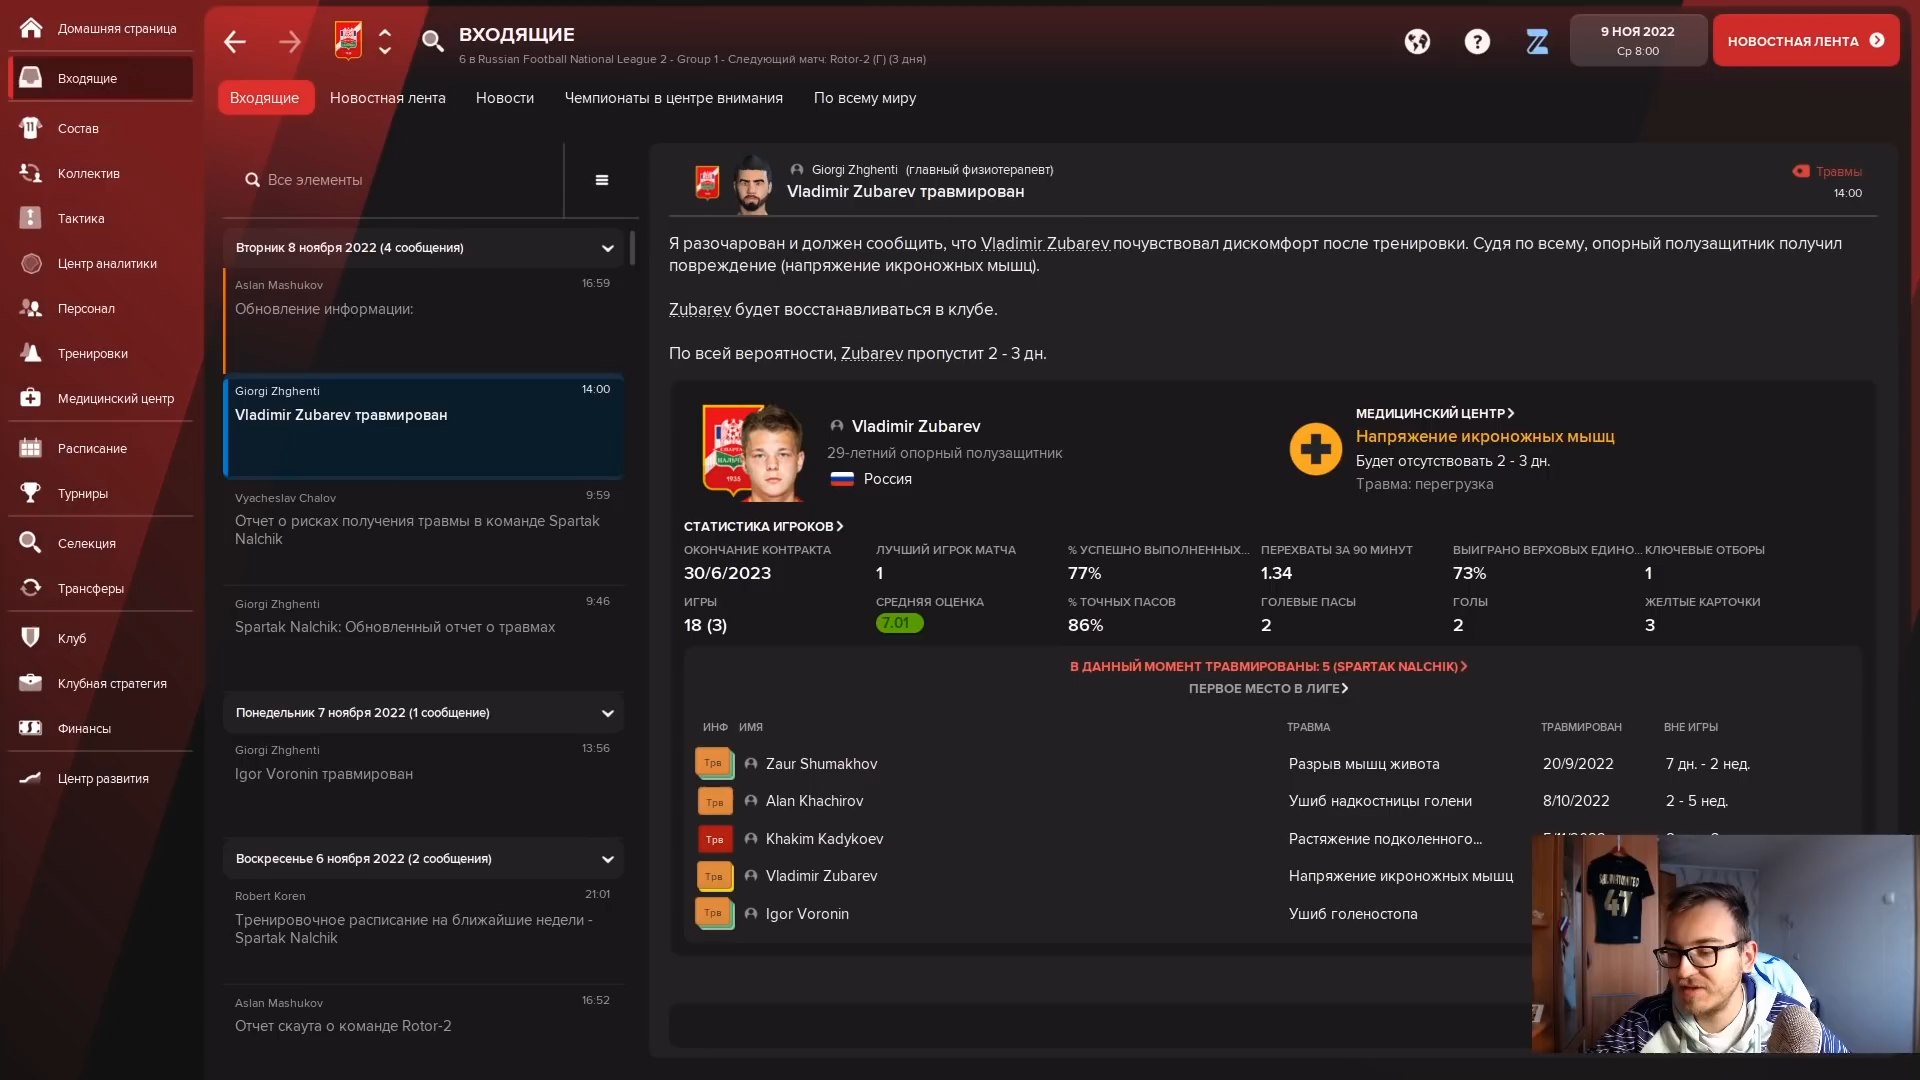 Домашняя страница
Входящие
Состав
Коллектив
Тактика
Центр аналитики
Персонал
Тренировки
Медицинский центр
Расписание
Турниры
Селекция
Трансферы
Клуб
Клубная стратегия
Финансы
Центр развития
ВХОДЯЩИЕ
6 в Russian Football National League 2 - Group 1 - Следующий матч: Rotor-2 (Г) (3 дня)
9 НОЯ 2022
Ср 8:00
НОВОСТНАЯ ЛЕНТА
Входящие Новостная лента Новости Чемпионаты в центре внимания По всему миру
Все элементы
Вторник 8 ноября 2022 (4 сообщения)
Aslan Mashukov 16:59
Обновление информации:
Giorgi Zhghenti 14:00
Vladimir Zubarev травмирован
Vyacheslav Chalov 9:59
Отчет о рисках получения травмы в команде Spartak
Nalchik
Giorgi Zhghenti 9:46
Spartak Nalchik: Обновленный отчет о травмах
Понедельник 7 ноября 2022 (1 сообщение)
Giorgi Zhghenti 13:56
Igor Voronin травмирован
Воскресенье 6 ноября 2022 (2 сообщения)
Robert Koren 21:01
Тренировочное расписание на ближайшие недели -
Spartak Nalchik
Aslan Mashukov 16:52
Отчет скаута о команде Rotor-2
Giorgi Zhghenti (главный физиотерапевт)
Vladimir Zubarev травмирован
Травмы
14:00
Я разочарован и должен сообщить, что Vladimir Zubarev почувствовал дискомфорт после тренировки. Судя по всему, опорный полузащитник получил
повреждение (напряжение икроножных мышц).
Zubarev будет восстанавливаться в клубе.
По всей вероятности, Zubarev пропустит 2 - 3 дн.
Vladimir Zubarev
29-летний опорный полузащитник
Россия
МЕДИЦИНСКИЙ ЦЕНТР
Напряжение икроножных мышц
Будет отсутствовать 2 - 3 дн.
Травма: перегрузка
СТАТИСТИКА ИГРОКОВ
ОКОНЧАНИЕ КОНТРАКТА ЛУЧШИЙ ИГРОК МАТЧА % УСПЕШНО ВЫПОЛНЕННЫХ... ПЕРЕХВАТЫ ЗА 90 МИНУТ ВЫИГРАНО ВЕРХОВЫХ ЕДИНО... КЛЮЧЕВЫЕ ОТБОРЫ
30/6/2023 1 77% 1.34 73% 1
ИГРЫ СРЕДНЯЯ ОЦЕНКА % ТОЧНЫХ ПАСОВ ГОЛЕВЫЕ ПАСЫ ГОЛЫ ЖЕЛТЫЕ КАРТОЧКИ
18 (3) 7.01 86% 2 2 3
В ДАННЫЙ МОМЕНТ ТРАВМИРОВАНЫ: 5 (SPARTAK NALCHIK)
ПЕРВОЕ МЕСТО В ЛИГЕ
ИНФ ИМЯ ТРАВМА ТРАВМИРОВАН ВНЕ ИГРЫ
Трв Zaur Shumakhov Разрыв мышц живота 20/9/2022 7 дн. - 2 нед.
Трв Alan Khachirov Ушиб надкостницы голени 8/10/2022 2 - 5 нед.
Трв Khakim Kadykoev Растяжение подколенного...
Трв Vladimir Zubarev Напряжение икроножных мышц
Трв Igor Voronin Ушиб голеностопа
47